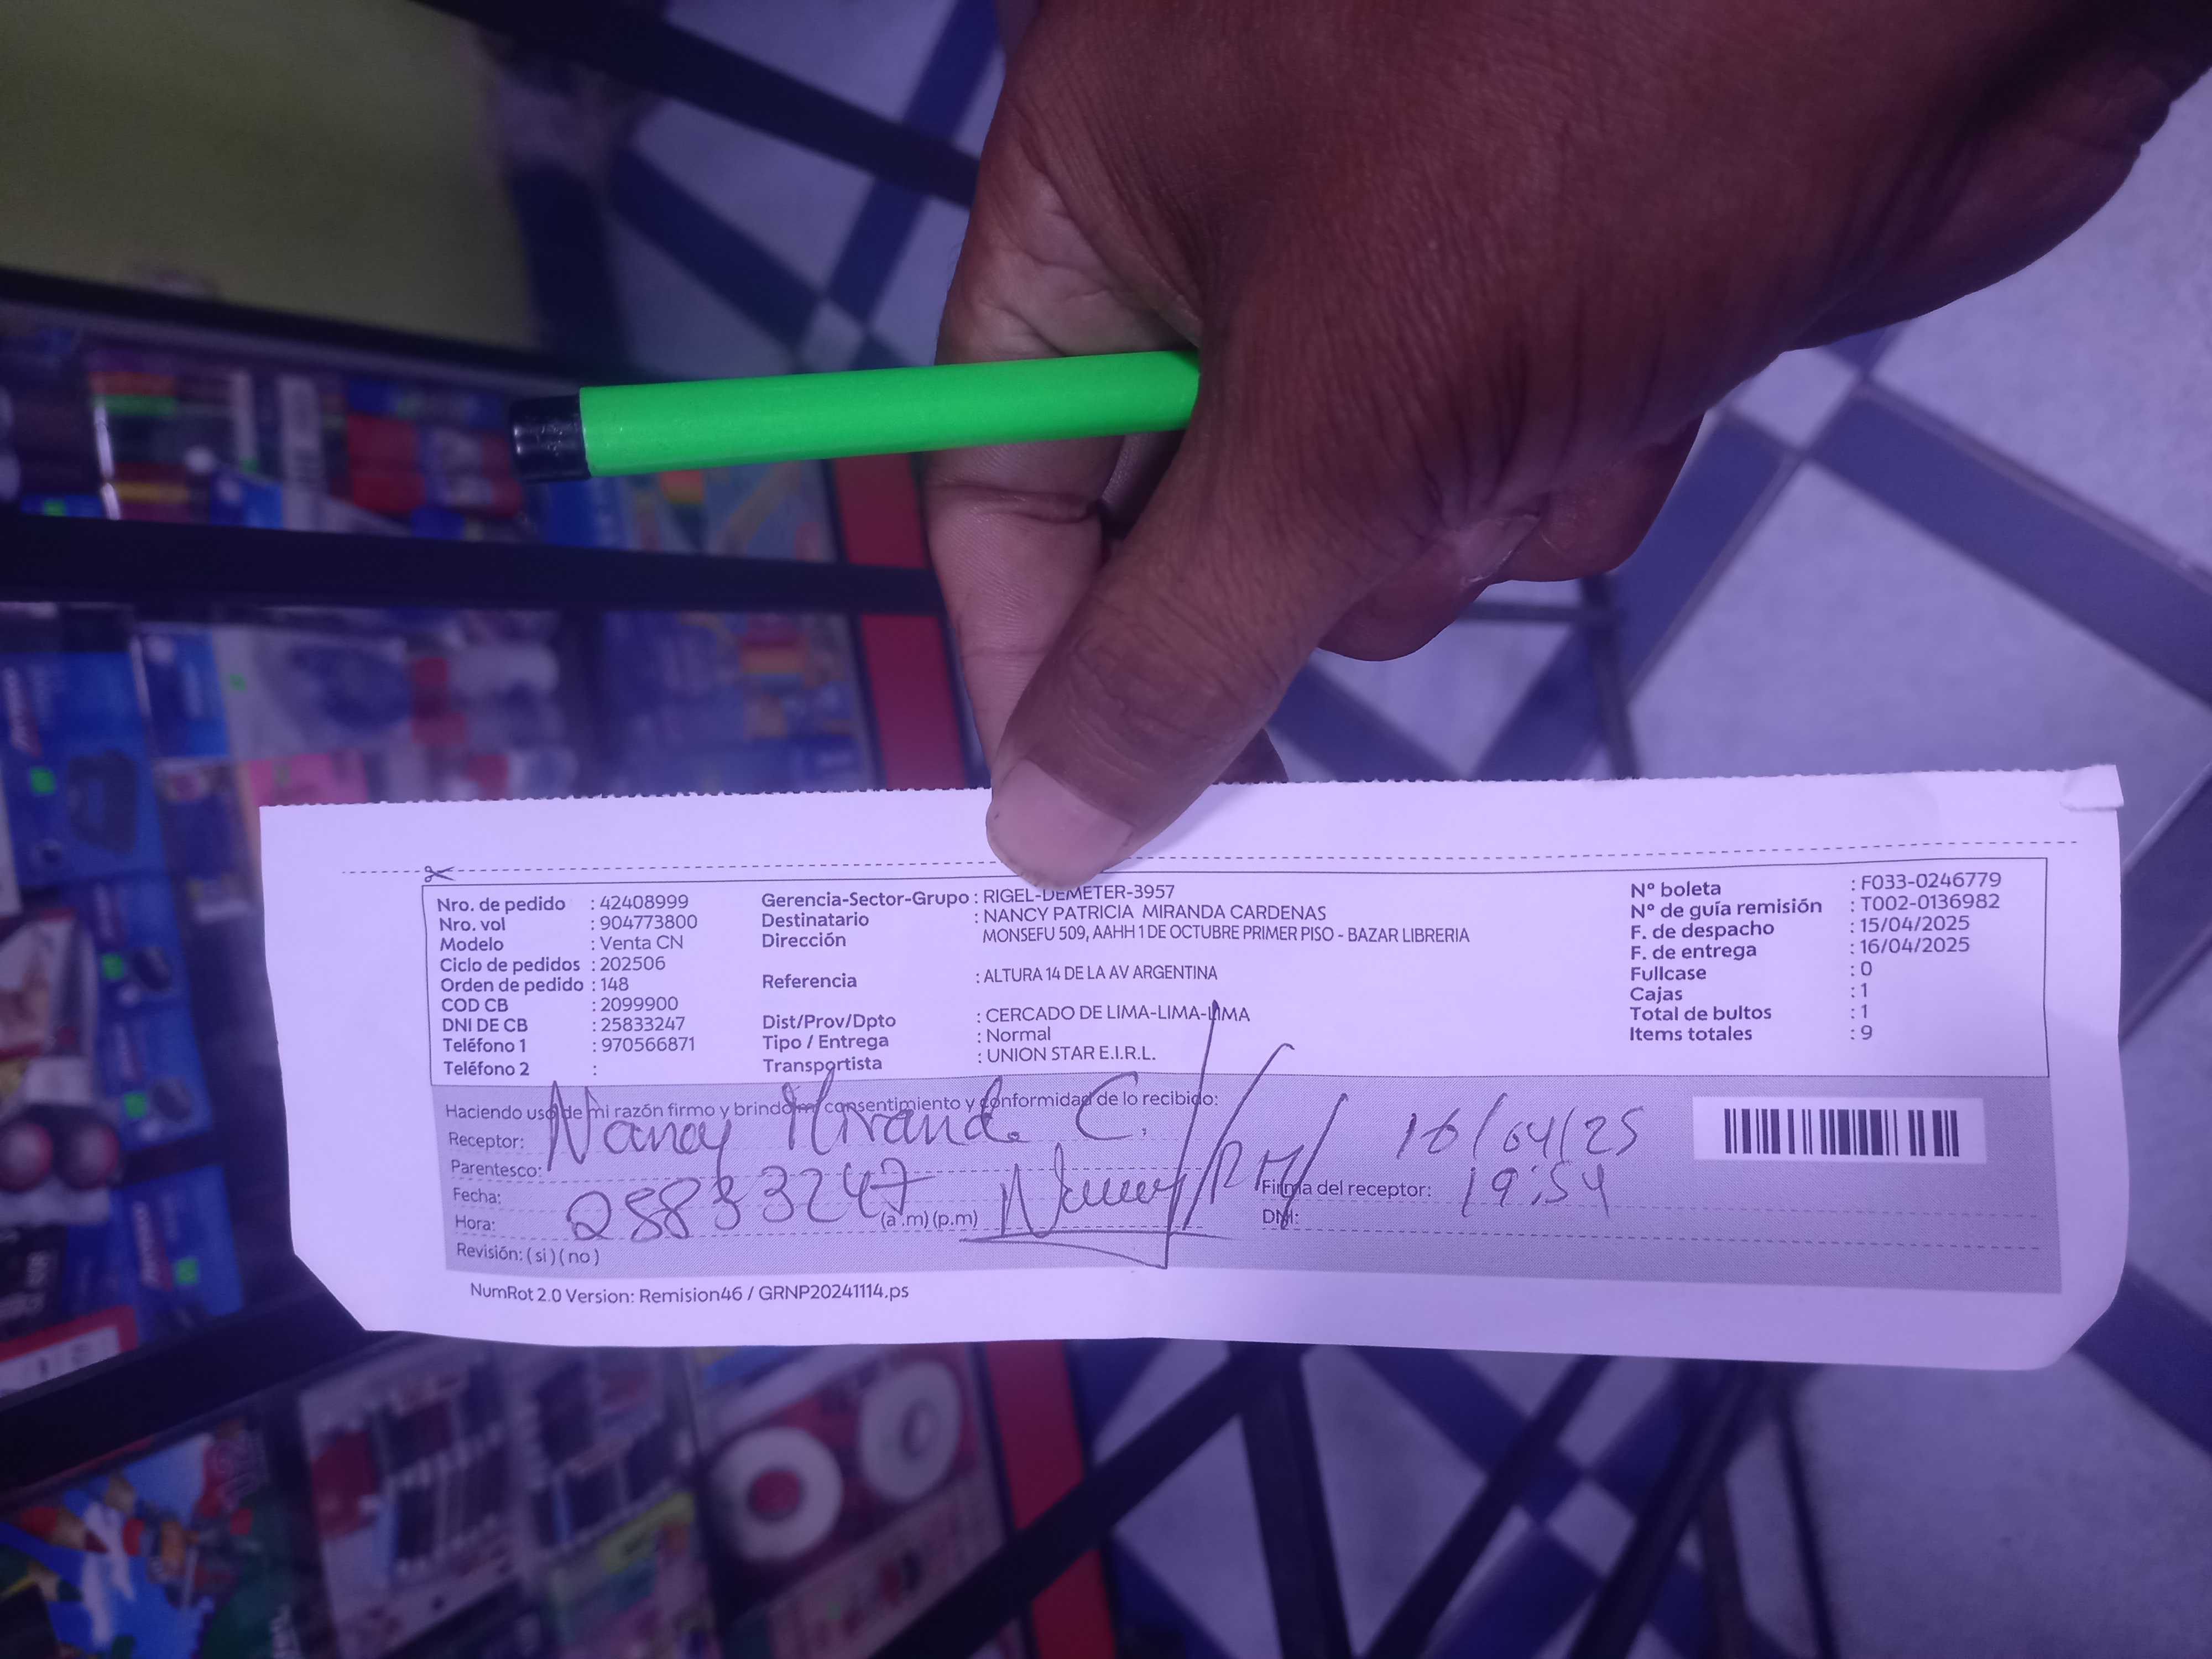 Nro. de pedido : 42408999
Nro. vol : 904773800
Modelo : Venta CN
Ciclo de pedidos : 202506
Orden de pedido : 148
COD CB : 2099900
DNI DE CB : 25833247
Teléfono 1 : 970566871
Teléfono 2 :
Gerencia-Sector-Grupo : RIGEL-DEMETER-3957
Destinatario : NANCY PATRICIA MIRANDA CARDENAS
Dirección MONSEFU 509, AAHH 1 DE OCTUBRE PRIMER PISO - BAZAR LIBRERIA
Referencia : ALTURA 14 DE LA AV ARGENTINA
Dist/Prov/Dpto : CERCADO DE LIMA-LIMA-LIMA
Tipo / Entrega : Normal
Transportista : UNION STAR E.I.R.L.
N° boleta : F033-0246779
N° de guía remisión : T002-0136982
F. de despacho : 15/04/2025
F. de entrega : 16/04/2025
Fullcase : 0
Cajas : 1
Total de bultos : 1
Items totales : 9
Haciendo uso de mi razón firmo y brindo mi consentimiento y conformidad de lo recibido:
Receptor: Nancy Miranda C. 16/04/25
Parentesco:
Fecha: 25833247 Firma del receptor: 19:54
Hora: (a .m) (p.m) DNI:
Revisión: ( si ) ( no )
NumRot 2.0 Version: Remision46 / GRNP20241114.ps